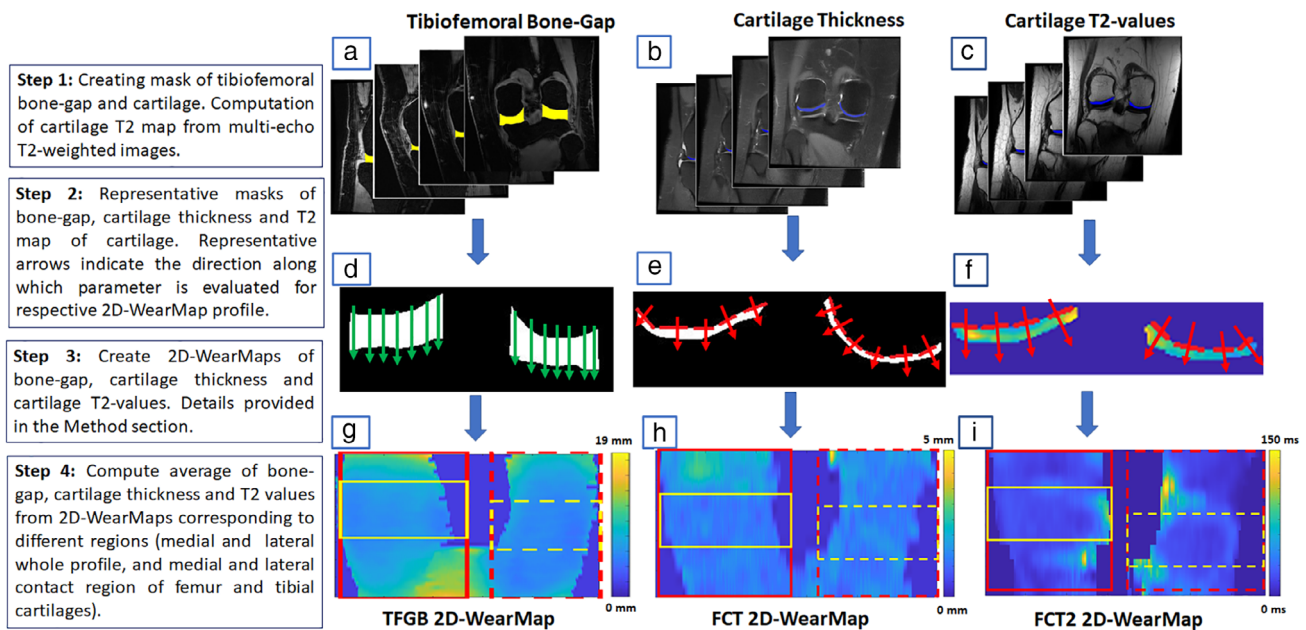 Tibiofemoral Bone-Gap
Cartilage Thickness
Cartilage T2-values
a
b
c
Step 1: Creating mask of tibiofemoral
bone-gap and cartilage. Computation
of cartilage T2 map from multi-echo
T2-weighted images.
Step 2: Representative masks of
bone-gap, cartilage thickness and T2
map of cartilage. Representative
arrows indicate the direction along
which parameter is evaluated for
respective 2D-WearMap profile.
d
e
f
Step 3: Create 2D-WearMaps of
bone-gap, cartilage thickness and
cartilage T2-values. Details provided
in the Method section.
g
19 mm
h
5 mm
i
150 ms
Step 4: Compute average of bone-
gap, cartilage thickness and T2 values
from 2D-WearMaps corresponding to
different regions (medial and lateral
whole profile, and medial and lateral
contact region of femur and tibial
cartilages).
0 mm
0 mm
0 ms
TFGB 2D-WearMap
FCT 2D-WearMap
FCT2 2D-WearMap